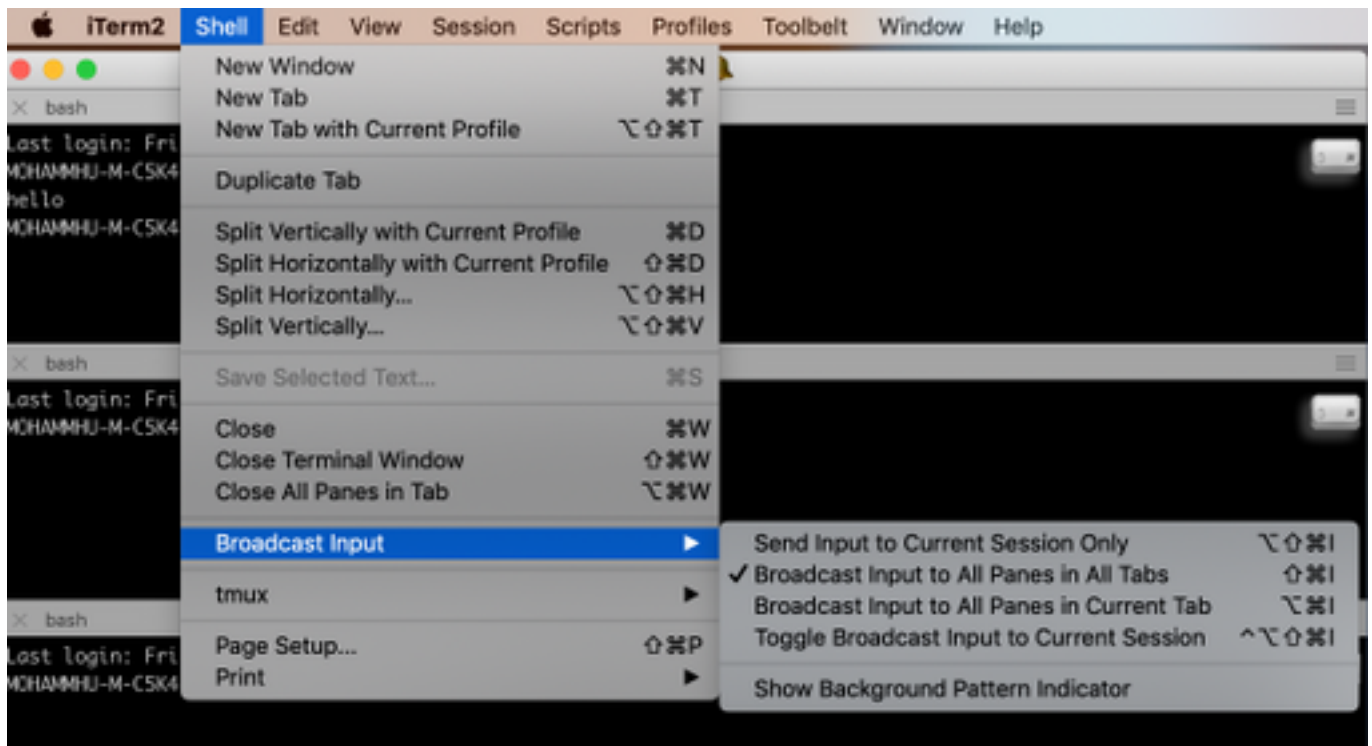 iTerm2 Shell Edit View Session Scripts Profiles Toolbelt Window Help
New Window ⌘N
New Tab ⌘T
New Tab with Current Profile ⌥⇧⌘T
Duplicate Tab
Split Vertically with Current Profile ⌘D
Split Horizontally with Current Profile ⇧⌘D
Split Horizontally... ⌥⇧⌘H
Split Vertically... ⌥⇧⌘V
Save Selected Text... ⌘S
Close ⌘W
Close Terminal Window ⇧⌘W
Close All Panes in Tab ⌥⌘W
Broadcast Input ▶
tmux ▶
Page Setup... ⇧⌘P
Print ▶
Send Input to Current Session Only ⌥⇧⌘I
✓ Broadcast Input to All Panes in All Tabs ⇧⌘I
Broadcast Input to All Panes in Current Tab ⌥⌘I
Toggle Broadcast Input to Current Session ^⌥⇧⌘I
Show Background Pattern Indicator
bash
Last login: Fri
MOHAMMHU-M-C5K4
hello
MOHAMMHU-M-C5K4
bash
Last login: Fri
MOHAMMHU-M-C5K4
bash
Last login: Fri
MOHAMMHU-M-C5K4